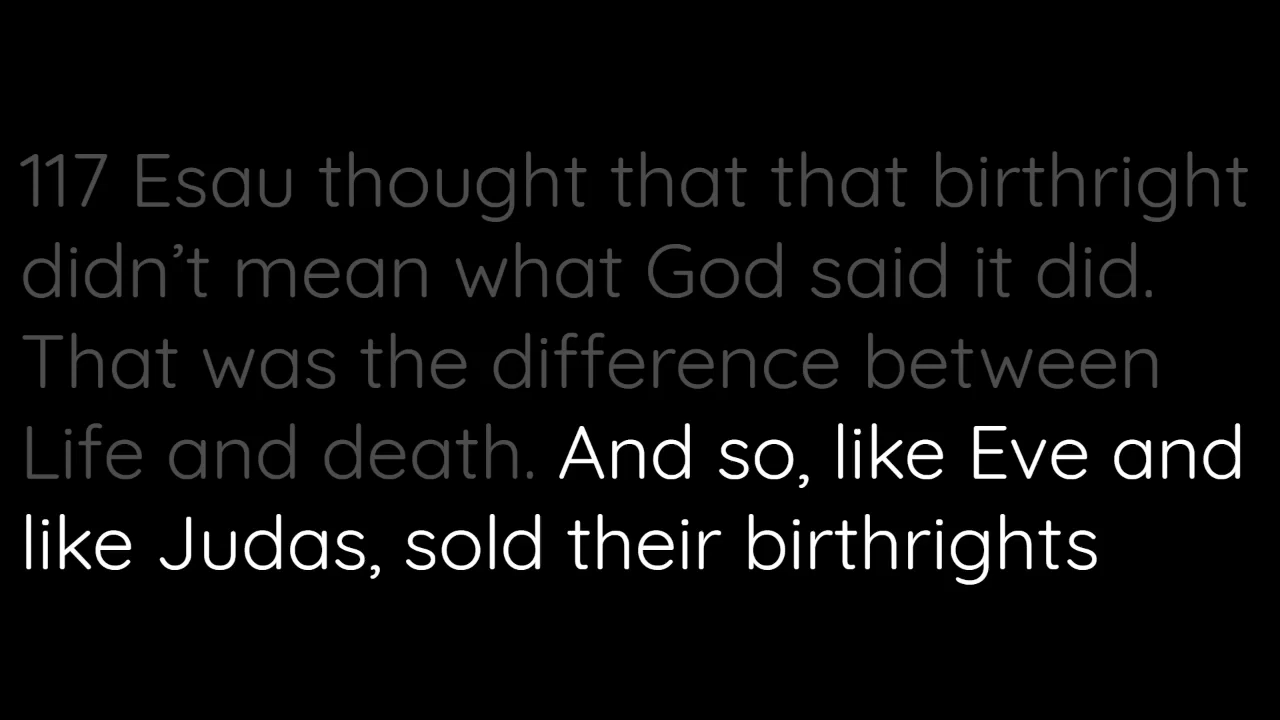 117 Esau thought that that birthright
didn’t mean what God said it did.
That was the difference between
Life and death. And so, like Eve and
like Judas, sold their birthrights